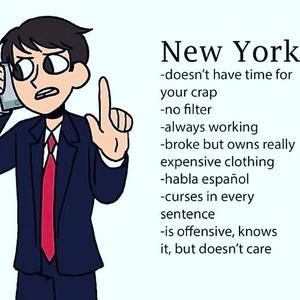 New York
-doesn't have time for
your crap
-no filter
-always working
-broke but owns really
expensive clothing
-habla español
-curses in every
sentence
-is offensive, knows
it, but doesn't care